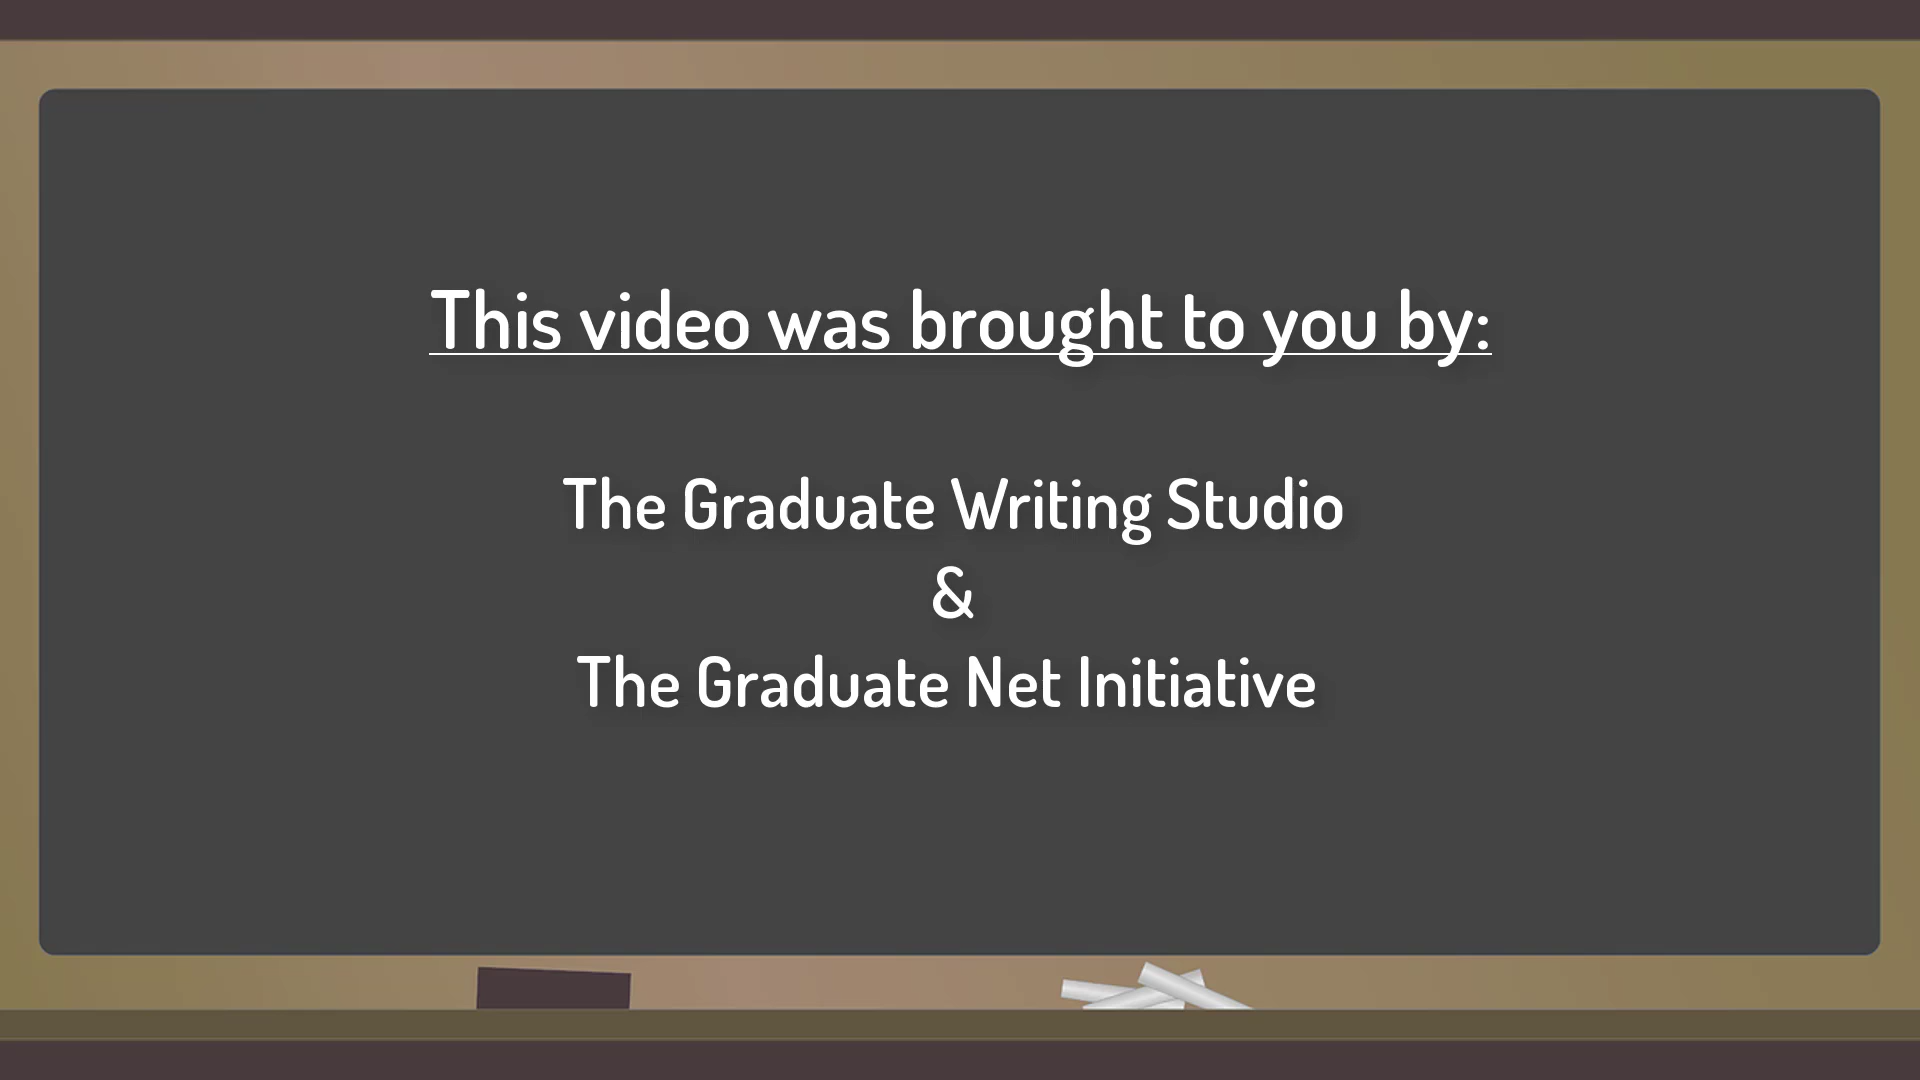 This video was brought to you by:
The Graduate Writing Studio
&
The Graduate Net Initiative